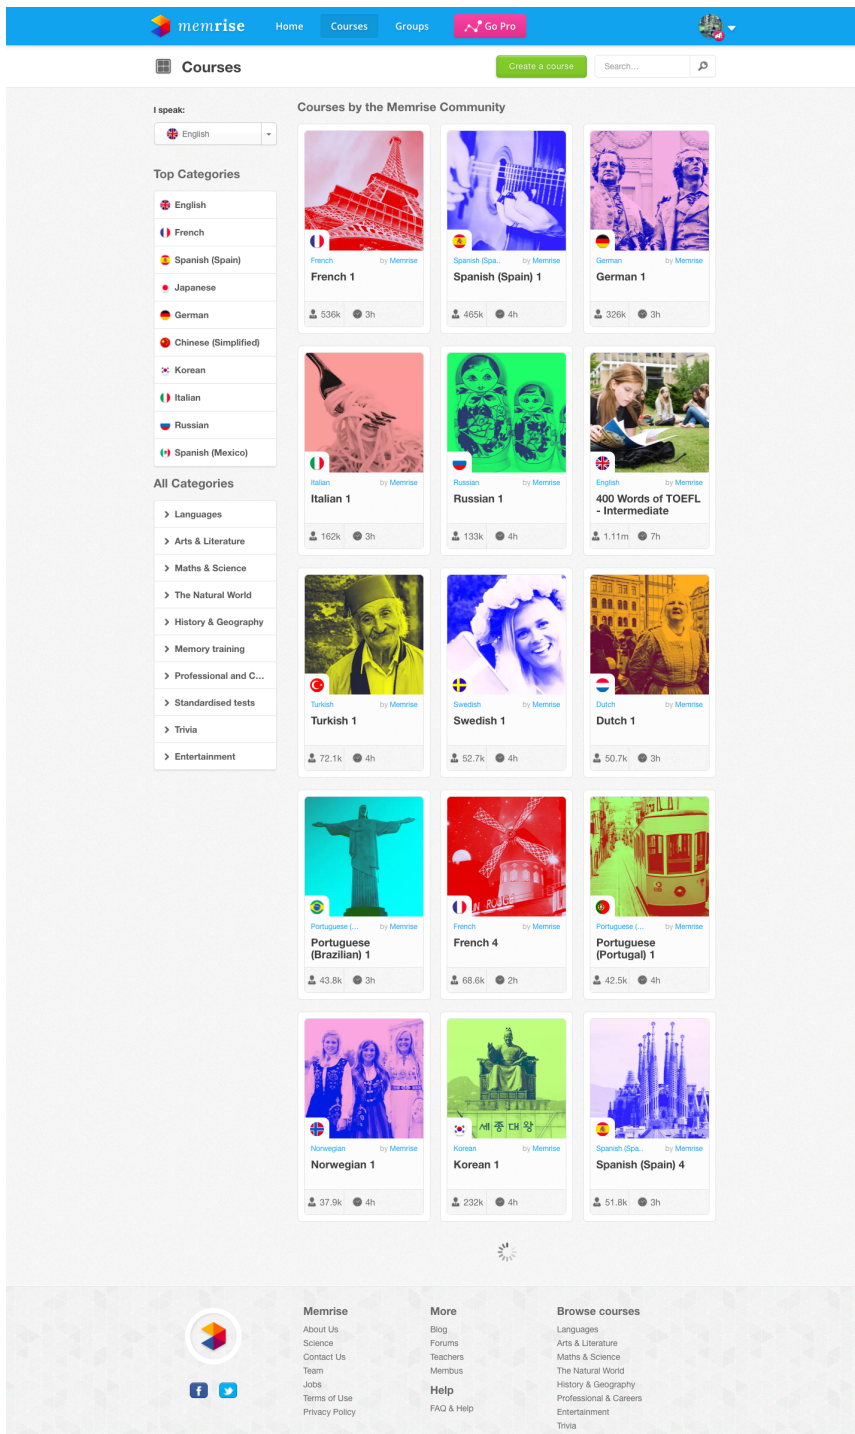 memrise
Home
Courses
Groups
Go Pro
Courses
Create a course
Search...
I speak:
English
Top Categories
English
French
Spanish (Spain)
Japanese
German
Chinese (Simplified)
Korean
Italian
Russian
Spanish (Mexico)
All Categories
Languages
Arts & Literature
Maths & Science
The Natural World
History & Geography
Memory training
Professional and C...
Standardised tests
Trivia
Entertainment
Courses by the Memrise Community
French by Memrise
French 1
536k 3h
Spanish (Spa.. by Memrise
Spanish (Spain) 1
465k 4h
German by Memrise
German 1
326k 3h
Italian by Memrise
Italian 1
162k 3h
Russian by Memrise
Russian 1
133k 4h
English by Memrise
400 Words of TOEFL
- Intermediate
1.11m 7h
Turkish by Memrise
Turkish 1
72.1k 4h
Swedish by Memrise
Swedish 1
52.7k 4h
Dutch by Memrise
Dutch 1
50.7k 3h
Portuguese (... by Memrise
Portuguese
(Brazilian) 1
43.8k 3h
French by Memrise
French 4
68.6k 2h
Portuguese (... by Memrise
Portuguese
(Portugal) 1
42.5k 4h
Norwegian by Memrise
Norwegian 1
37.9k 4h
세종대왕
Korean by Memrise
Korean 1
232k 4h
Spanish (Spa.. by Memrise
Spanish (Spain) 4
51.8k 3h
Memrise
About Us
Science
Contact Us
Team
Jobs
Terms of Use
Privacy Policy
More
Blog
Forums
Teachers
Membus
Help
FAQ & Help
Browse courses
Languages
Arts & Literature
Maths & Science
The Natural World
History & Geography
Professional & Careers
Entertainment
Trivia